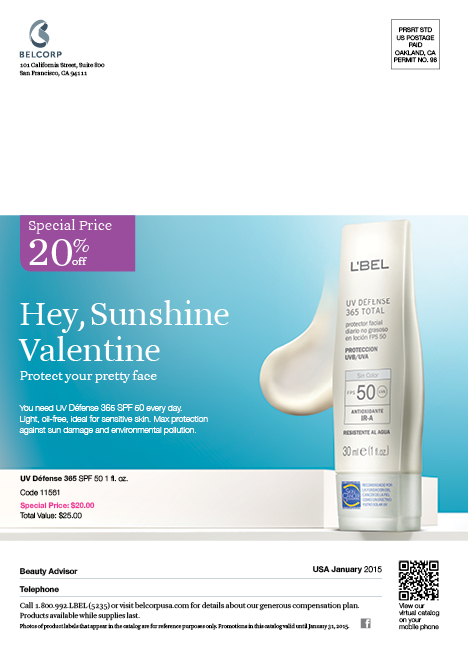 BELCORP
101 California Street, Suite 800
San Francisco, CA 94111
PRSRT STD
US POSTAGE
PAID
OAKLAND, CA
PERMIT NO. 96
Special Price
20% off
Hey, Sunshine
Valentine
Protect your pretty face
You need UV Défense 365 SPF 50 every day.
Light, oil-free, ideal for sensitive skin. Max protection
against sun damage and environmental pollution.
UV Défense 365 SPF 50 1 fl. oz.
Code 11561
Special Price: $20.00
Total Value: $25.00
L'BEL
UV DÉFENSE
365 TOTAL
protector facial
diario no grasoso
en loción FPS 50
PROTECCIÓN
UVB/UVA
Sin Color
FPS 50 UVA
ANTIOXIDANTE
IR-A
RESISTENTE AL AGUA
30 ml e (1 fl.oz.)
Beauty Advisor
USA January 2015
Telephone
Call 1.800.992.LBEL (5235) or visit belcorpusa.com for details about our generous compensation plan.
Products available while supplies last.
Photos of product labels that appear in the catalog are for reference purposes only. Promotions in this catalog valid until January 31, 2015.
f
View our
virtual catalog
on your
mobile phone